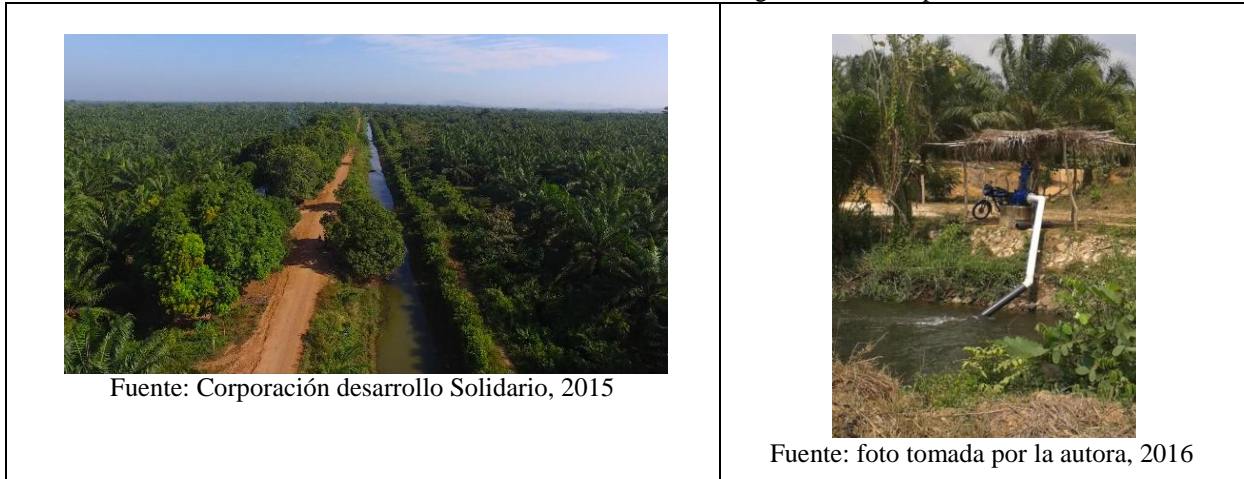 Fuente: Corporación desarrollo Solidario, 2015
Fuente: foto tomada por la autora, 2016